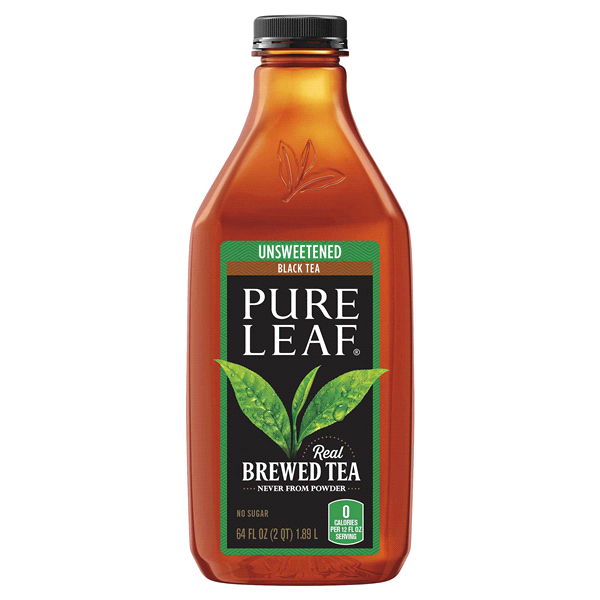 UNSWEETENED
BLACK TEA
PURE
LEAF®
Real
BREWED TEA
NEVER FROM POWDER
NO SUGAR
64 FL OZ (2 QT) 1.89 L
0
CALORIES
PER 12 FL OZ
SERVING